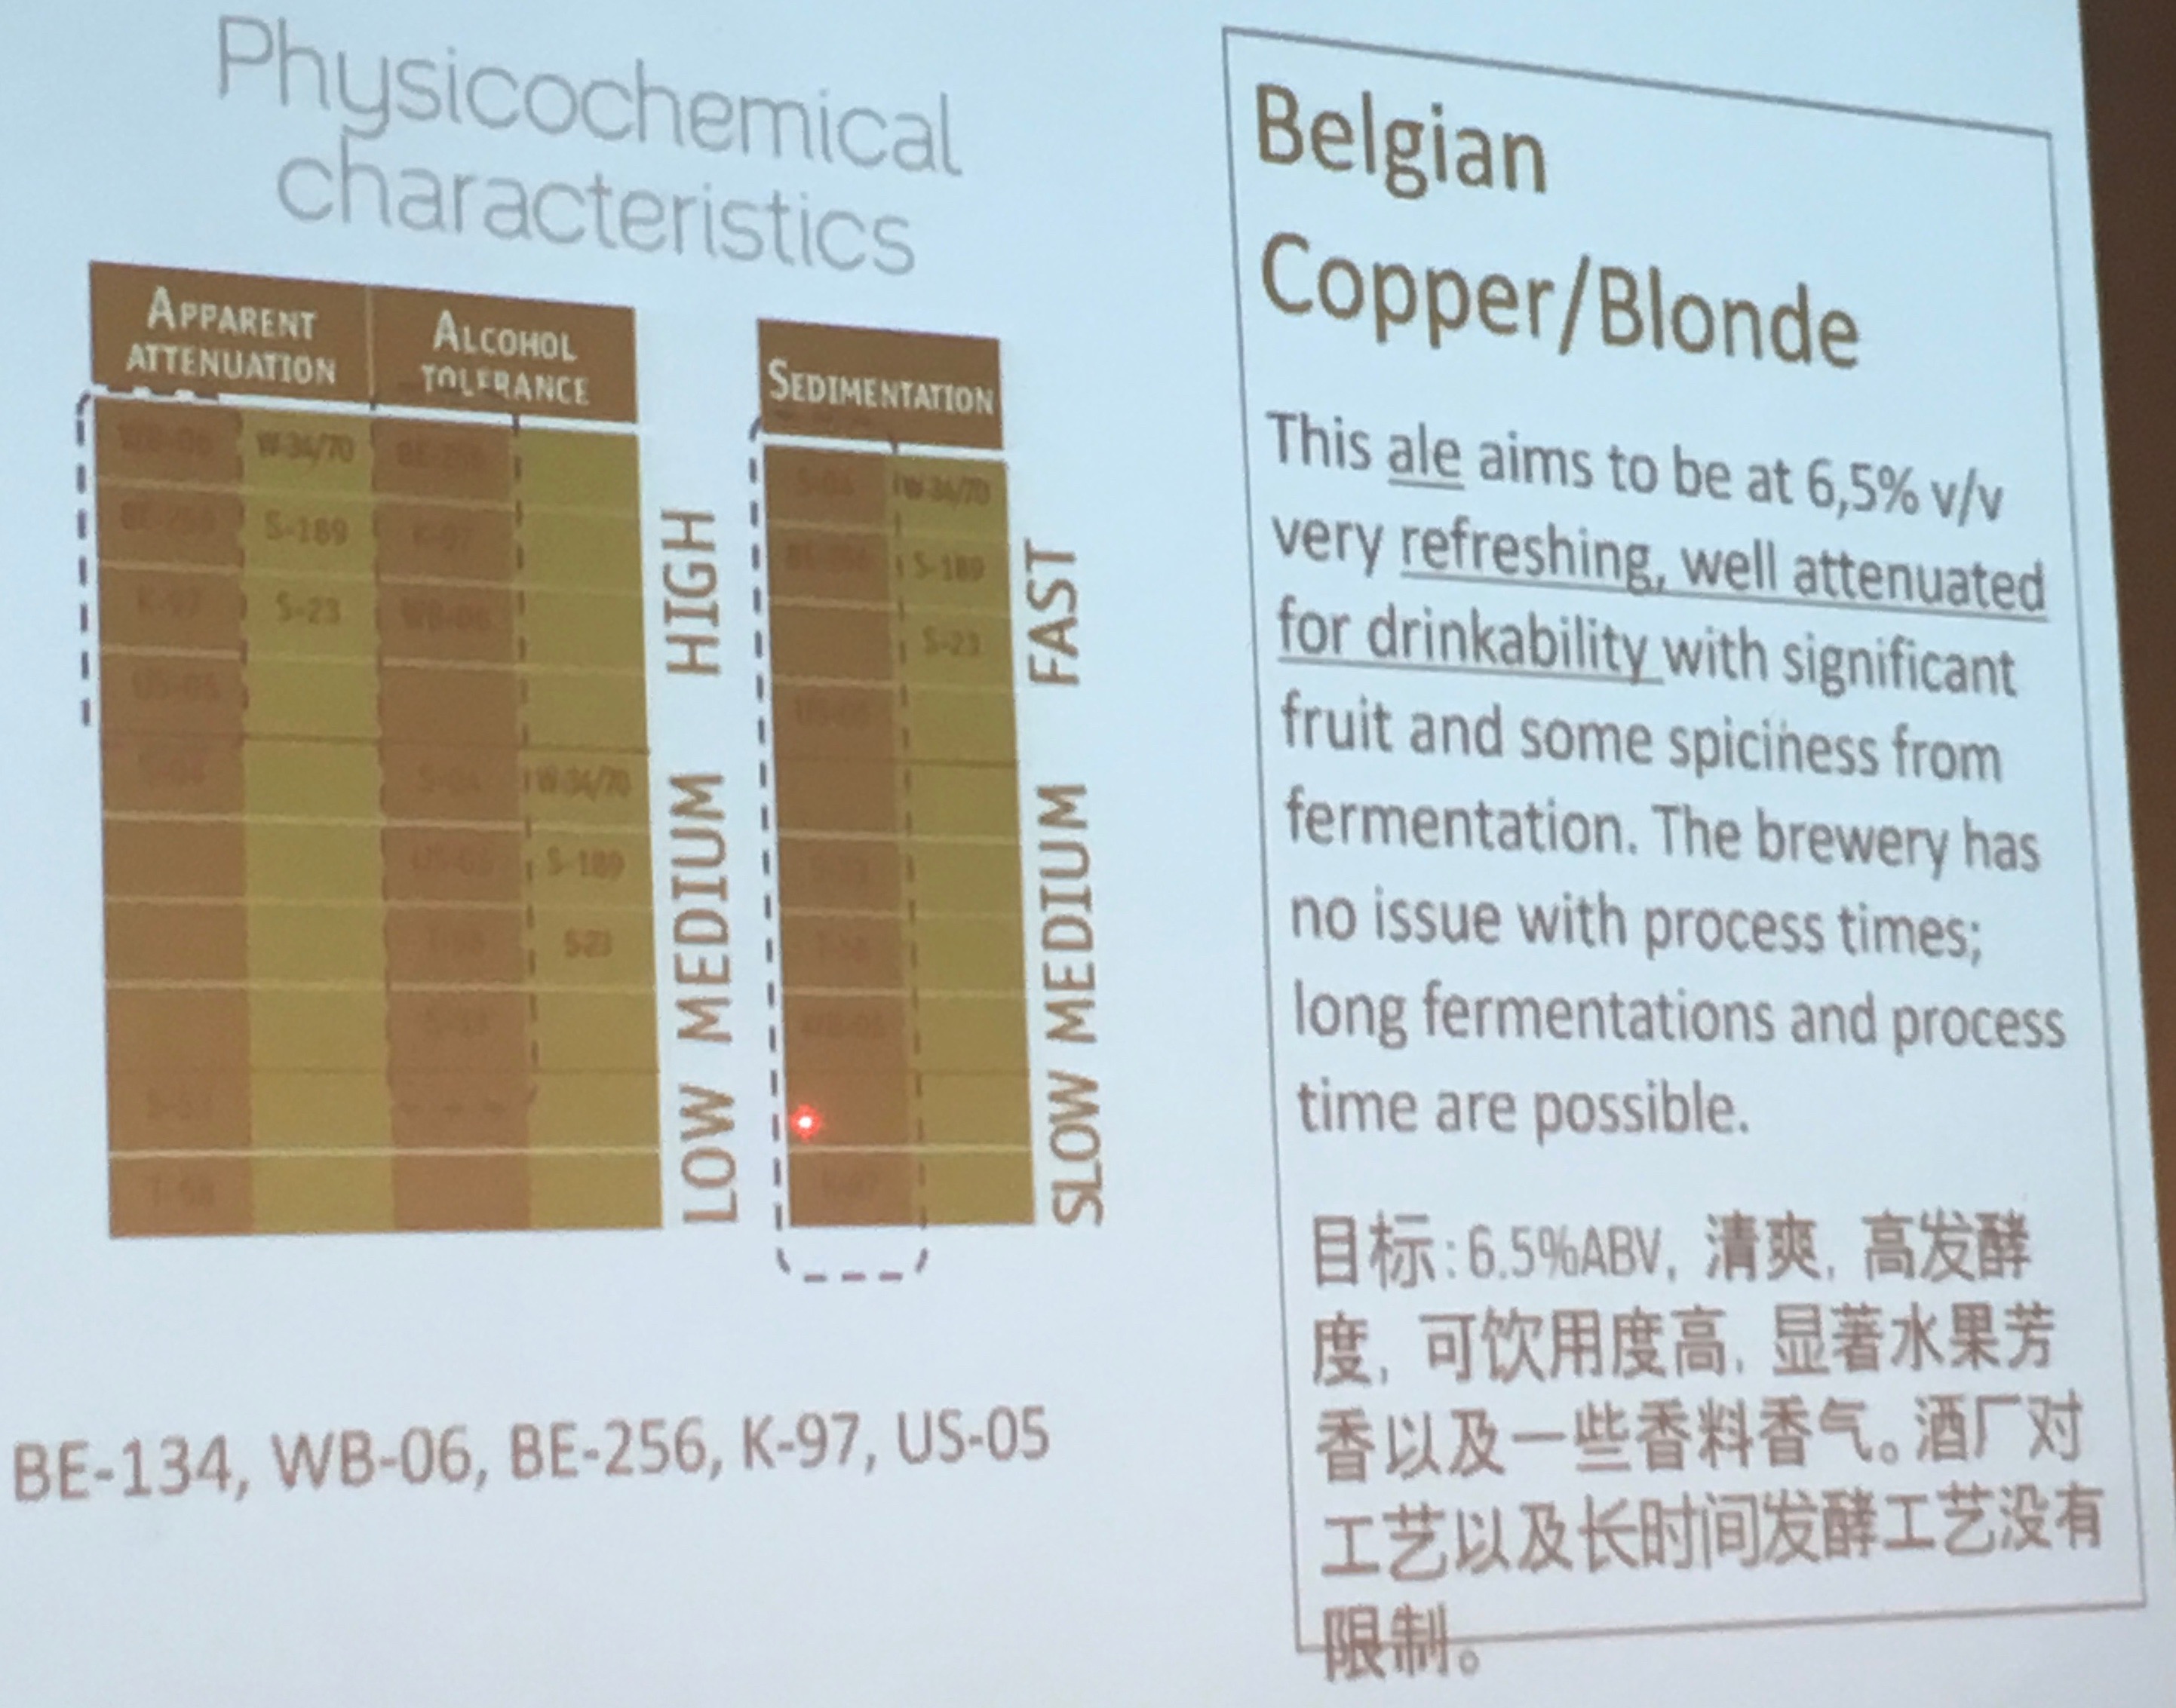 Physicochemical
characteristics
APPARENT
ATTENUATION
ALCOHOL
TOLERANCE
WB-06 W-34/70 BE-256
BE-256 S-189 K-97
K-97 S-23 WB-06
US-05
S-04 S-04 W-34/70
US-05 S-189
T-58 S-23
S-33
S-33
T-58
HIGH
MEDIUM
LOW
SEDIMENTATION
S-04 W-34/70
BE-256 S-189
S-23
US-05
S-33
T-58
WB-06
K-97
FAST
MEDIUM
SLOW
BE-134, WB-06, BE-256, K-97, US-05
Belgian
Copper/Blonde
This ale aims to be at 6,5% v/v
very refreshing, well attenuated
for drinkability with significant
fruit and some spiciness from
fermentation. The brewery has
no issue with process times;
long fermentations and process
time are possible.
目标:6.5%ABV, 清爽, 高发酵
度, 可饮用度高, 显著水果芳
香以及一些香料香气。酒厂对
工艺以及长时间发酵工艺没有
限制。